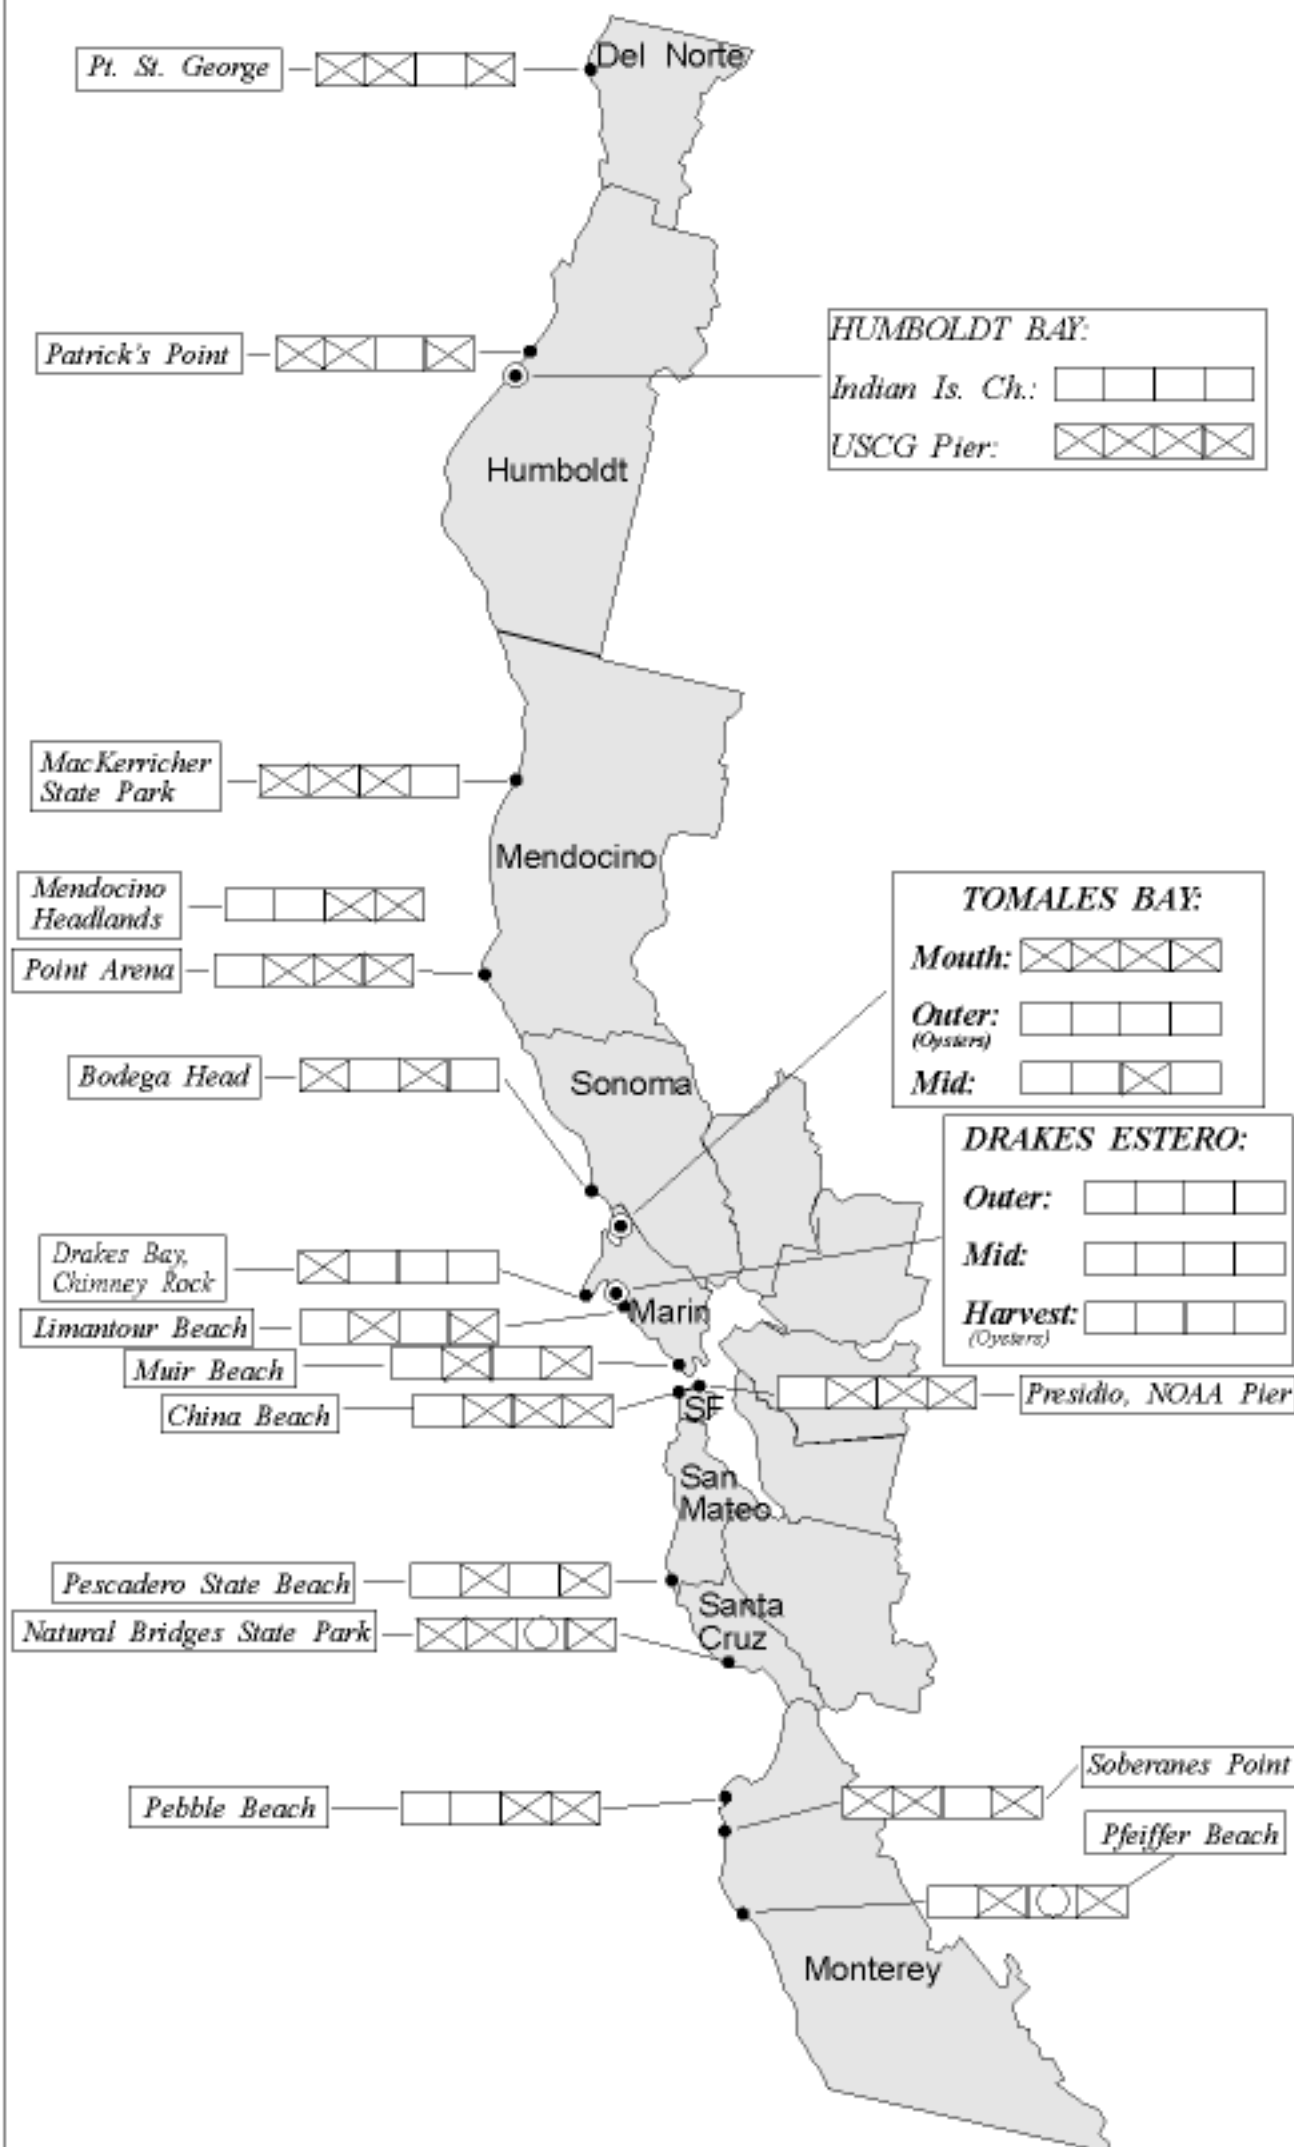 Del Norte
Pt. St. George
Patrick's Point
HUMBOLDT BAY:
Indian Is. Ch.:
USCG Pier:
Humboldt
MacKerricher
State Park
Mendocino
Mendocino
Headlands
Point Arena
TOMALES BAY:
Mouth:
Outer:
(Oysters)
Mid:
Bodega Head
Sonoma
DRAKES ESTERO:
Outer:
Mid:
Harvest:
(Oysters)
Drakes Bay,
Chimney Rock
Marin
Limantour Beach
Muir Beach
China Beach
SF
Presidio, NOAA Pier
San
Mateo
Pescadero State Beach
Santa
Cruz
Natural Bridges State Park
Soberanes Point
Pebble Beach
Pfeiffer Beach
Monterey